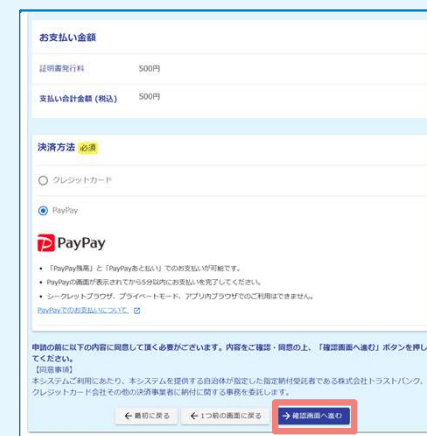 お支払い金額
証明書発行料 500円
支払い合計金額 (税込) 500円
決済方法 必須
クレジットカード
PayPay
PayPay
• 「PayPay残高」と「PayPayあと払い」でのお支払いが可能です。
• PayPayの画面が表示されてから5分以内にお支払いを完了してください。
• シークレットブラウザ、プライベートモード、アプリ内ブラウザでのご利用はできません。
PayPayでのお支払いについて
申請の前に以下の内容に同意して頂く必要がございます。内容をご確認・同意の上、「確認画面へ進む」ボタンを押し
てください。
【同意事項】
本システムご利用にあたり、本システムを提供する自治体が指定した指定納付受託者である株式会社トラストバンク、
クレジットカード会社その他の決済事業者に納付に関する事務を委託します。
← 最初に戻る ← 1つ前の画面に戻る → 確認画面へ進む